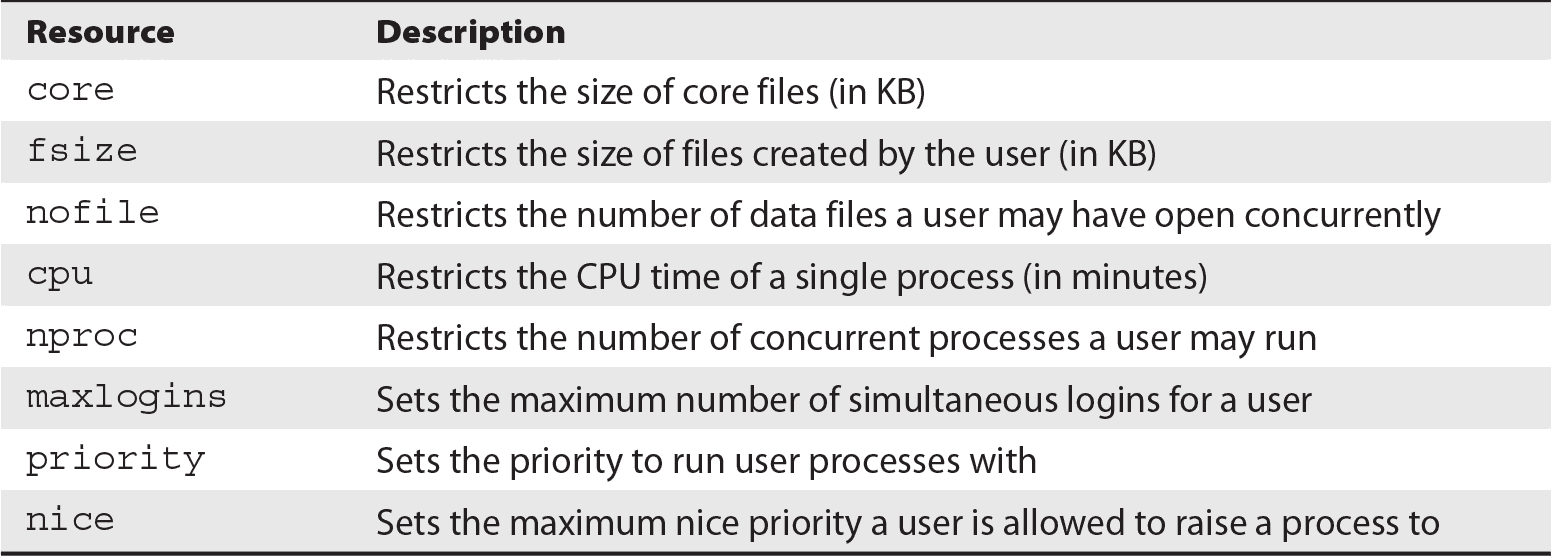 Resource Description
core Restricts the size of core files (in KB)
fsize Restricts the size of files created by the user (in KB)
nofile Restricts the number of data files a user may have open concurrently
cpu Restricts the CPU time of a single process (in minutes)
nproc Restricts the number of concurrent processes a user may run
maxlogins Sets the maximum number of simultaneous logins for a user
priority Sets the priority to run user processes with
nice Sets the maximum nice priority a user is allowed to raise a process to